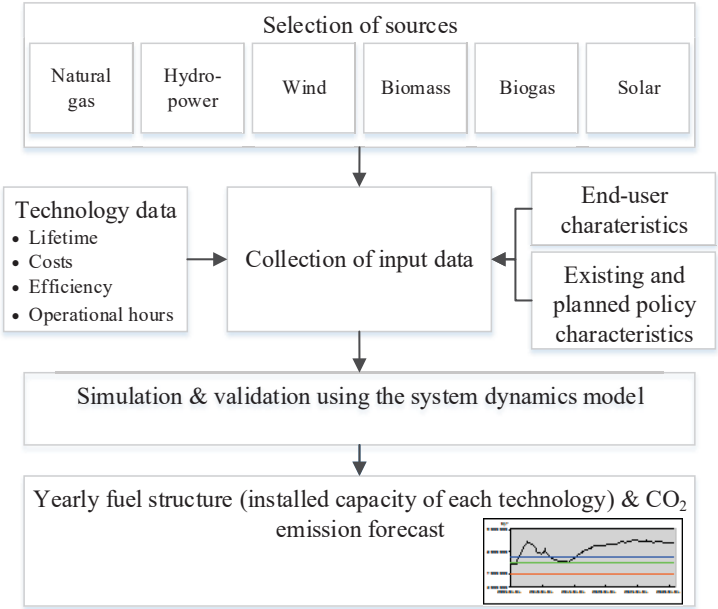 Selection of sources
Natural
gas
Hydro-
power
Wind
Biomass
Biogas
Solar
Technology data
• Lifetime
• Costs
• Efficiency
• Operational hours
Collection of input data
End-user
charateristics
Existing and
planned policy
characteristics
Simulation & validation using the system dynamics model
Yearly fuel structure (installed capacity of each technology) & CO₂
emission forecast